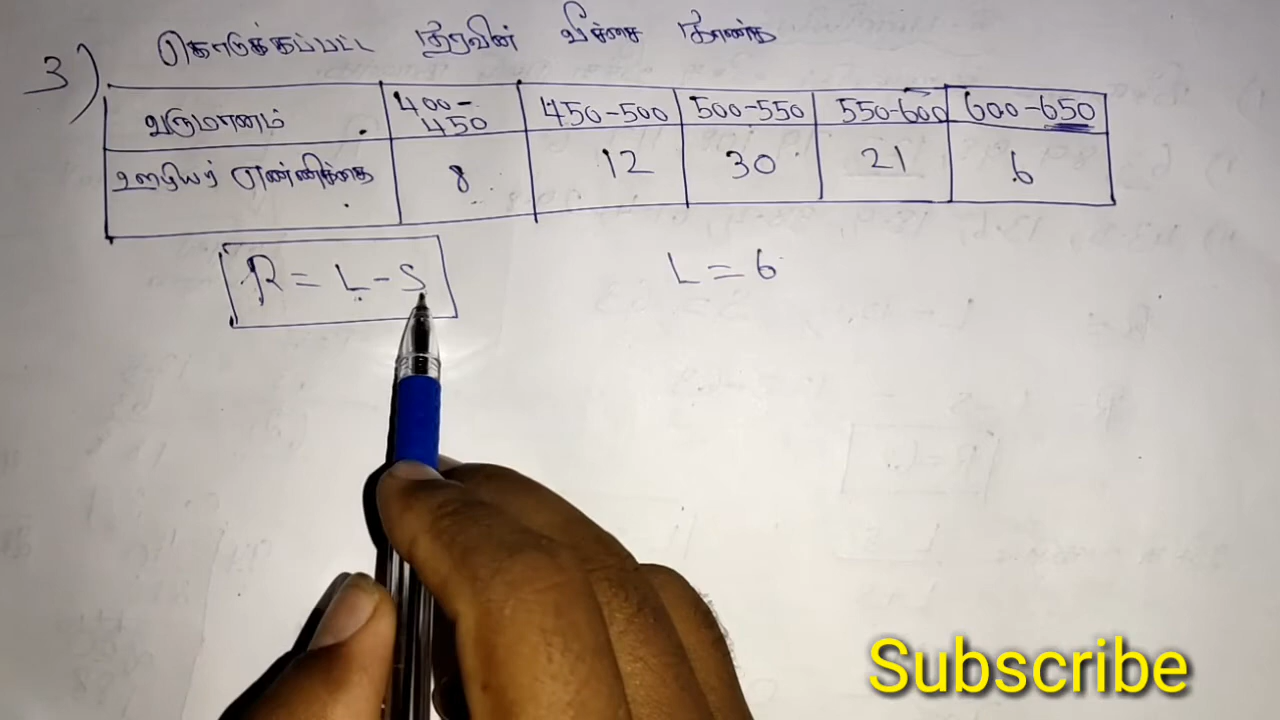 3) கொடுக்கப்பட்ட தரவின் வீச்சை காண்க
வருமானம் 400-450 450-500 500-550 550-600 600-650
ஊழியர் எண்ணிக்கை 8 12 30 21 6
R = L - S L = 6
Subscribe